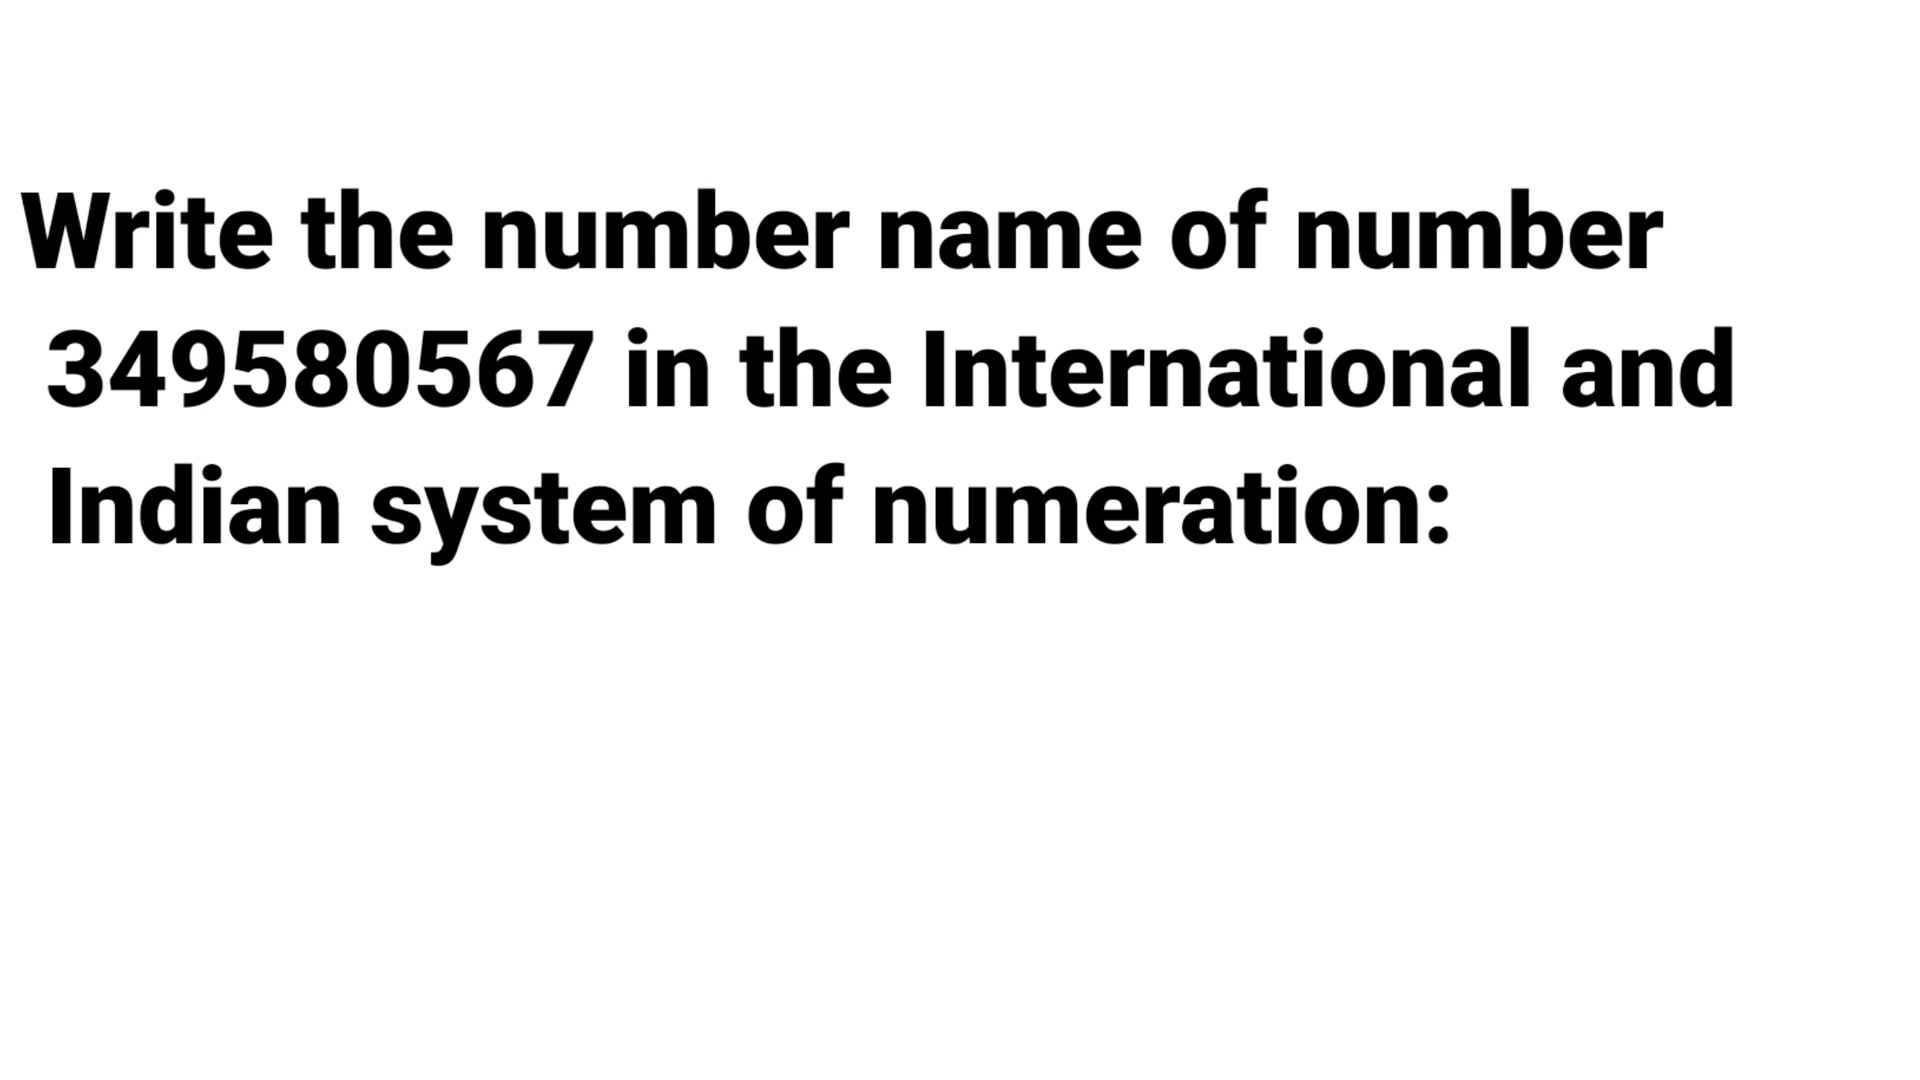 Write the number name of number
349580567 in the International and
Indian system of numeration: